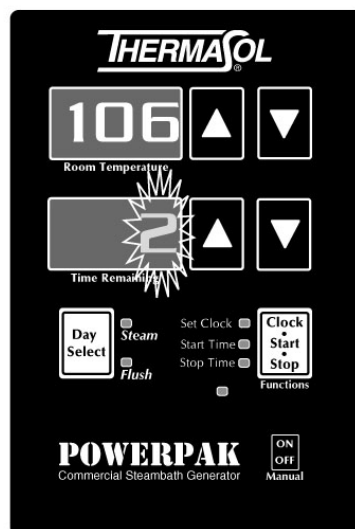 THERMASOL
®
106
Room Temperature
2
Time Remaining
Day
Select
Steam
Flush
Set Clock
Start Time
Stop Time
Clock
•
Start
•
Stop
Functions
POWERPAK
Commercial Steambath Generator
ON
OFF
Manual